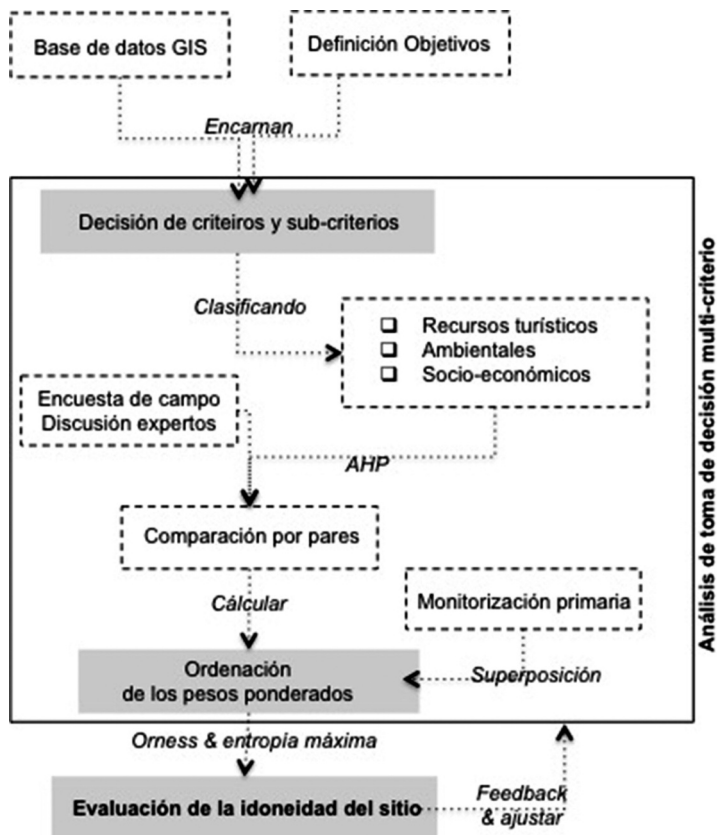 Base de datos GIS
Definición Objetivos
Encarnan
Decisión de criteiros y sub-criterios
Clasificando
❑ Recursos turísticos
❑ Ambientales
❑ Socio-económicos
Encuesta de campo
Discusión expertos
AHP
Comparación por pares
Cálcular
Monitorización primaria
Ordenación
de los pesos ponderados
Superposición
Orness & entropía máxima
Evaluación de la idoneidad del sitio
Feedback
& ajustar
Análisis de toma de decisión multi-criterio